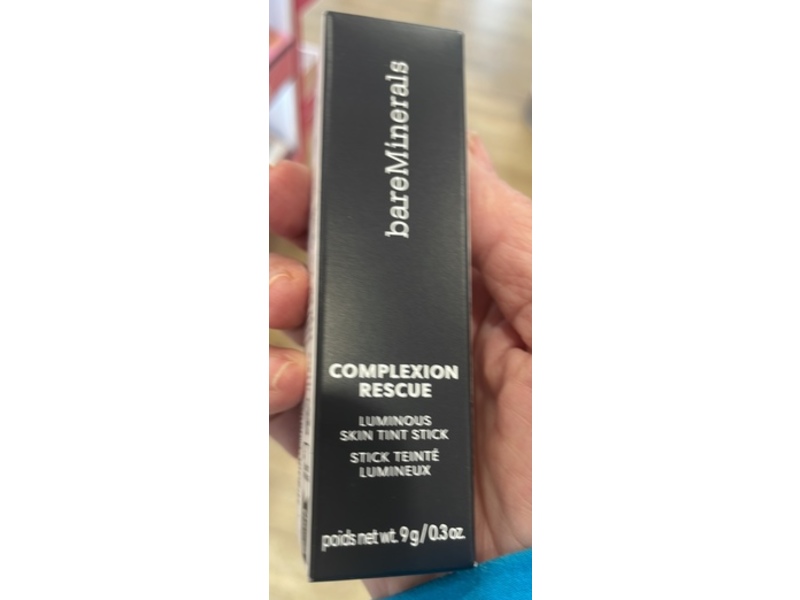 bareMinerals
COMPLEXION
RESCUE
LUMINOUS
SKIN TINT STICK
STICK TEINTÉ
LUMINEUX
poids net wt. 9 g / 0.3 oz.